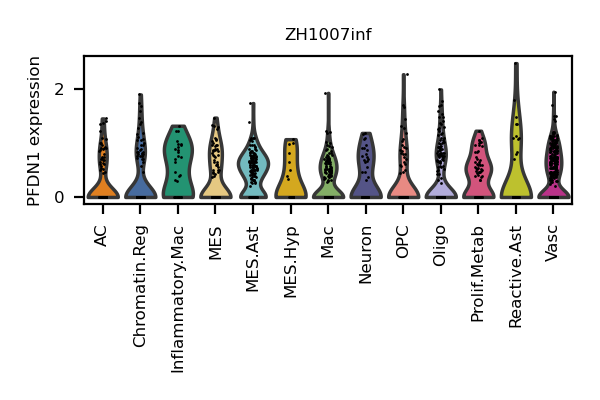 ZH1007inf
PFDN1 expression
2
0
AC
Chromatin.Reg
Inflammatory.Mac
MES
MES.Ast
MES.Hyp
Mac
Neuron
OPC
Oligo
Prolif.Metab
Reactive.Ast
Vasc